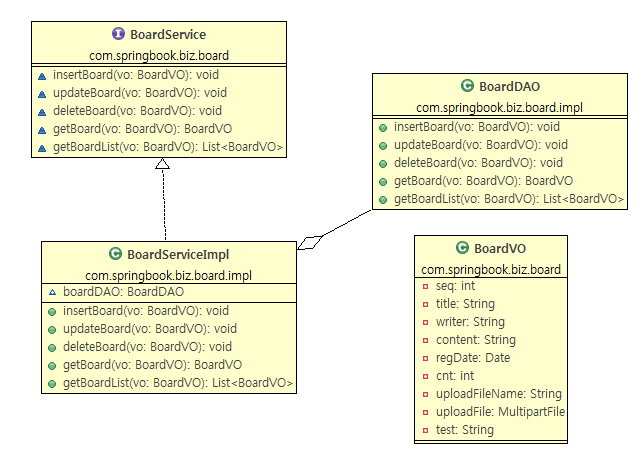 BoardService
com.springbook.biz.board
insertBoard(vo: BoardVO): void
updateBoard(vo: BoardVO): void
deleteBoard(vo: BoardVO): void
getBoard(vo: BoardVO): BoardVO
getBoardList(vo: BoardVO): List<BoardVO>
BoardDAO
com.springbook.biz.board.impl
insertBoard(vo: BoardVO): void
updateBoard(vo: BoardVO): void
deleteBoard(vo: BoardVO): void
getBoard(vo: BoardVO): BoardVO
getBoardList(vo: BoardVO): List<BoardVO>
BoardServiceImpl
com.springbook.biz.board.impl
boardDAO: BoardDAO
insertBoard(vo: BoardVO): void
updateBoard(vo: BoardVO): void
deleteBoard(vo: BoardVO): void
getBoard(vo: BoardVO): BoardVO
getBoardList(vo: BoardVO): List<BoardVO>
BoardVO
com.springbook.biz.board
seq: int
title: String
writer: String
content: String
regDate: Date
cnt: int
uploadFileName: String
uploadFile: MultipartFile
test: String